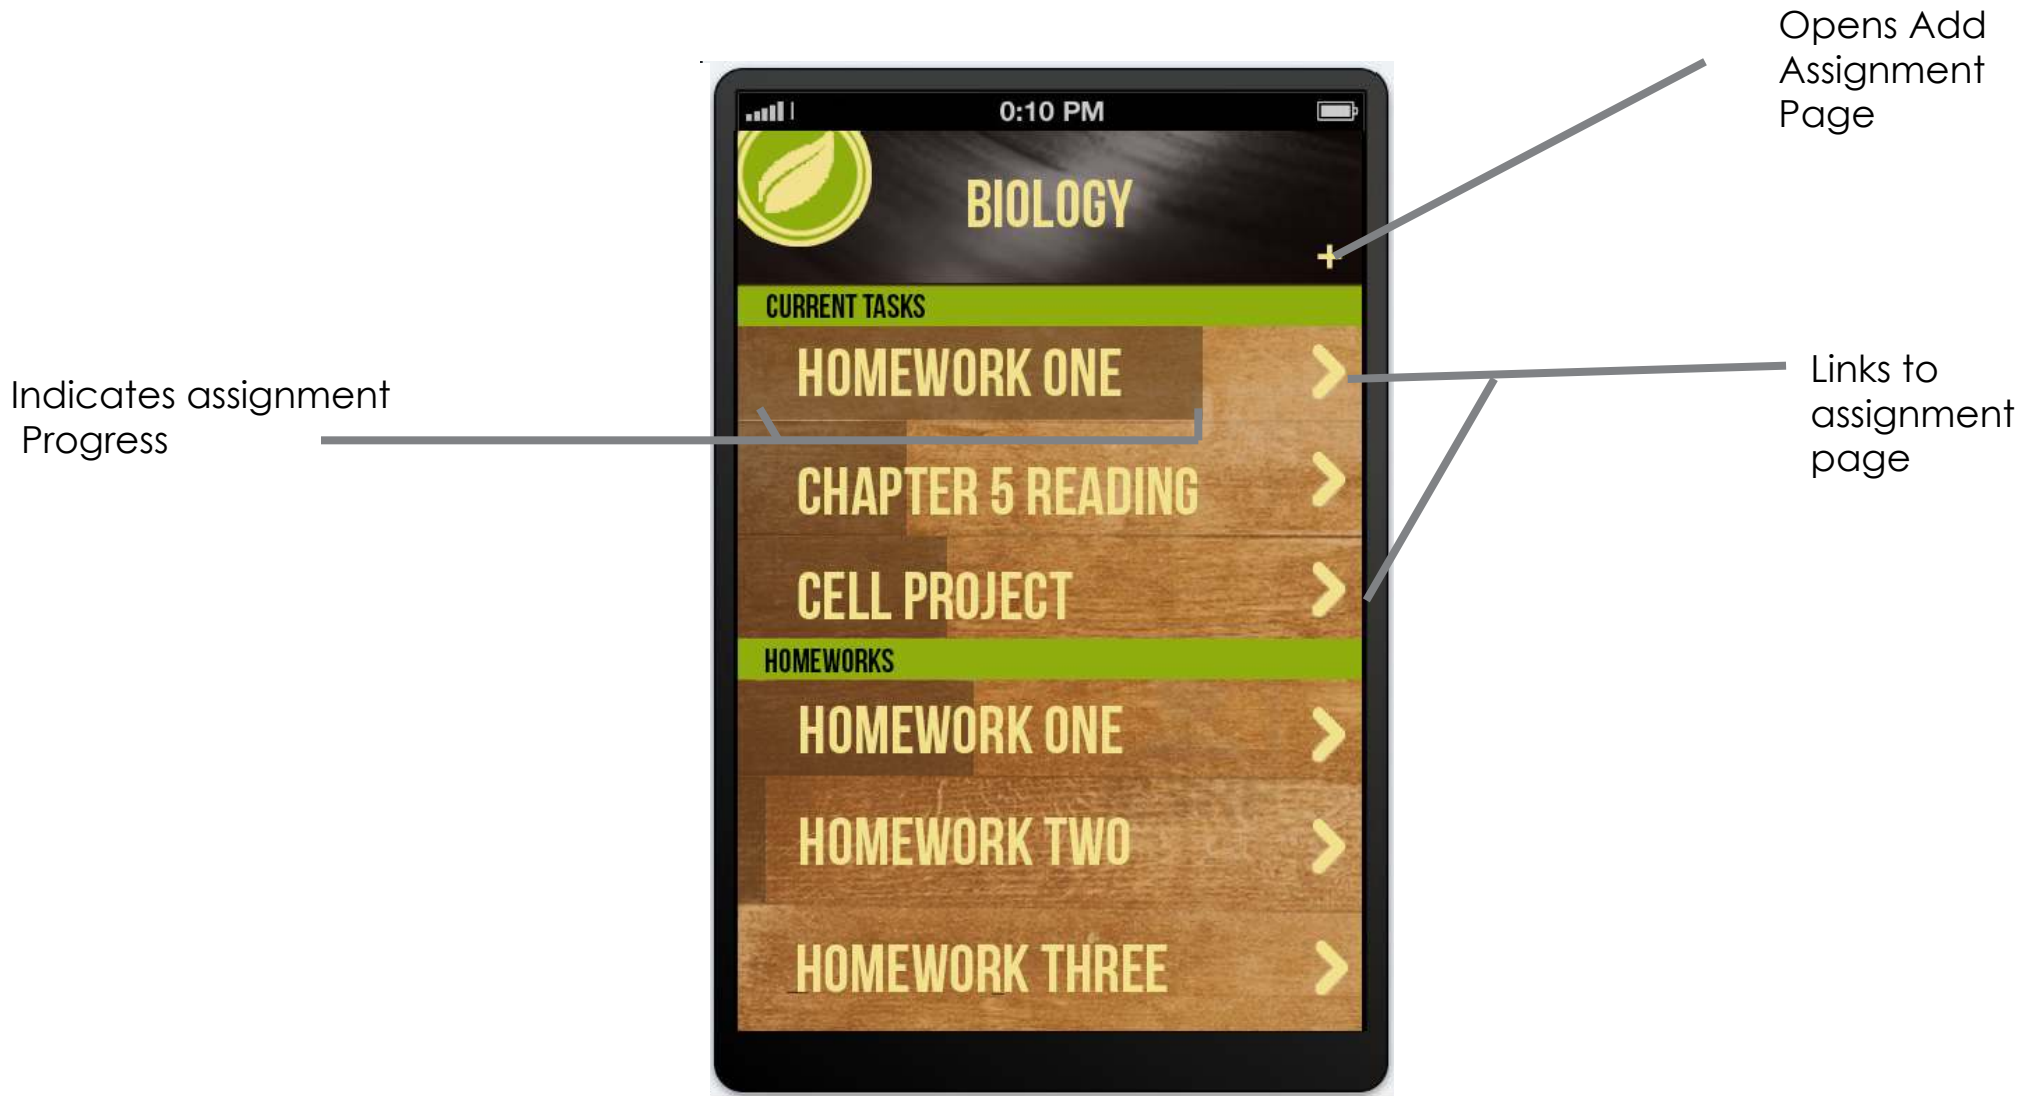 Opens Add
Assignment
Page
0:10 PM
BIOLOGY
+
CURRENT TASKS
HOMEWORK ONE
Links to
assignment
page
Indicates assignment
Progress
CHAPTER 5 READING
CELL PROJECT
HOMEWORKS
HOMEWORK ONE
HOMEWORK TWO
HOMEWORK THREE